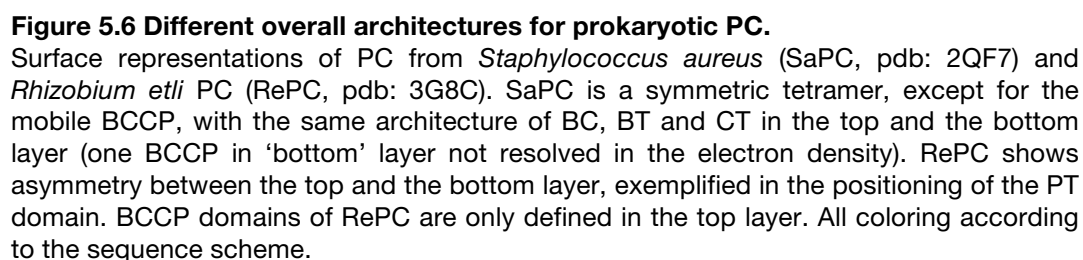 Figure 5.6 Different overall architectures for prokaryotic PC.
Surface representations of PC from Staphylococcus aureus (SaPC, pdb: 2QF7) and
Rhizobium etli PC (RePC, pdb: 3G8C). SaPC is a symmetric tetramer, except for the
mobile BCCP, with the same architecture of BC, BT and CT in the top and the bottom
layer (one BCCP in ‘bottom’ layer not resolved in the electron density). RePC shows
asymmetry between the top and the bottom layer, exemplified in the positioning of the PT
domain. BCCP domains of RePC are only defined in the top layer. All coloring according
to the sequence scheme.